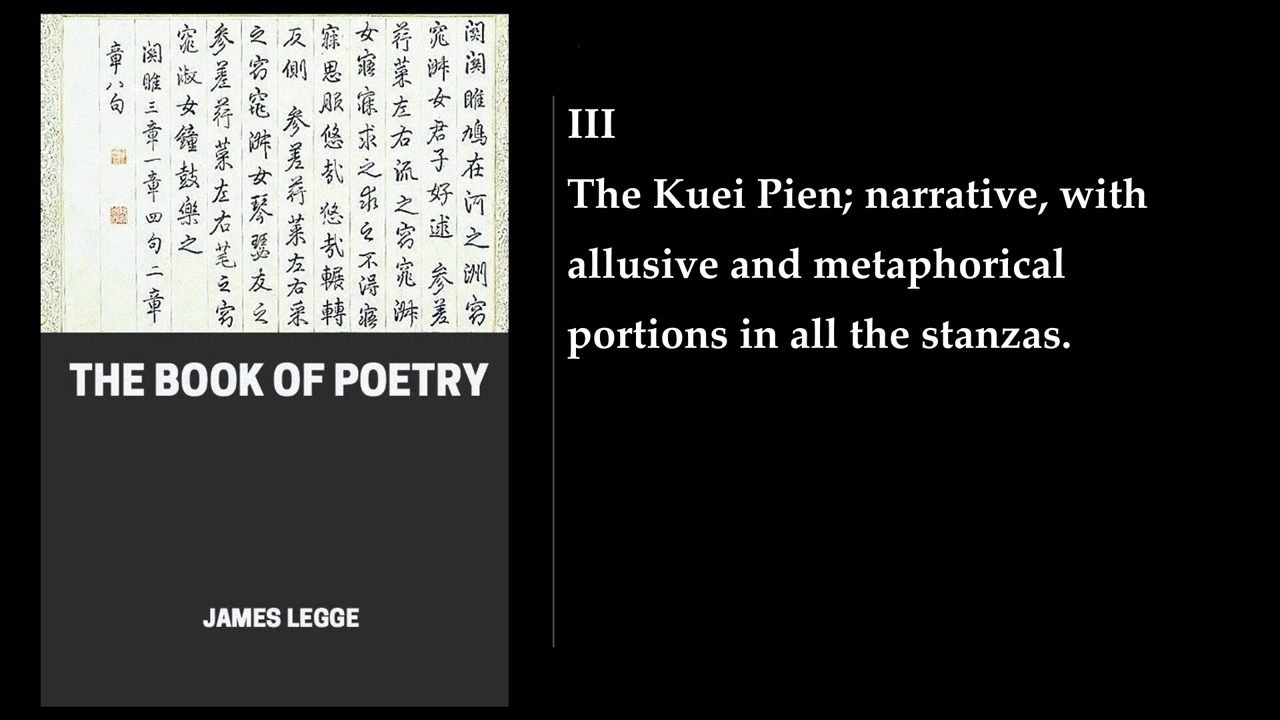 關關雎鳩在河之洲窈
窕淑女君子好逑 參差
荇菜左右流之窈窕淑
女寤寐求之求之不得寤
寐思服悠哉悠哉輾轉
反側 參差荇菜左右采
之窈窕淑女琴瑟友之
參差荇菜左右芼之窈
窕淑女鐘鼓樂之
關雎三章一章四句二章
章八句
THE BOOK OF POETRY
JAMES LEGGE
III
The Kuei Pien; narrative, with
allusive and metaphorical
portions in all the stanzas.